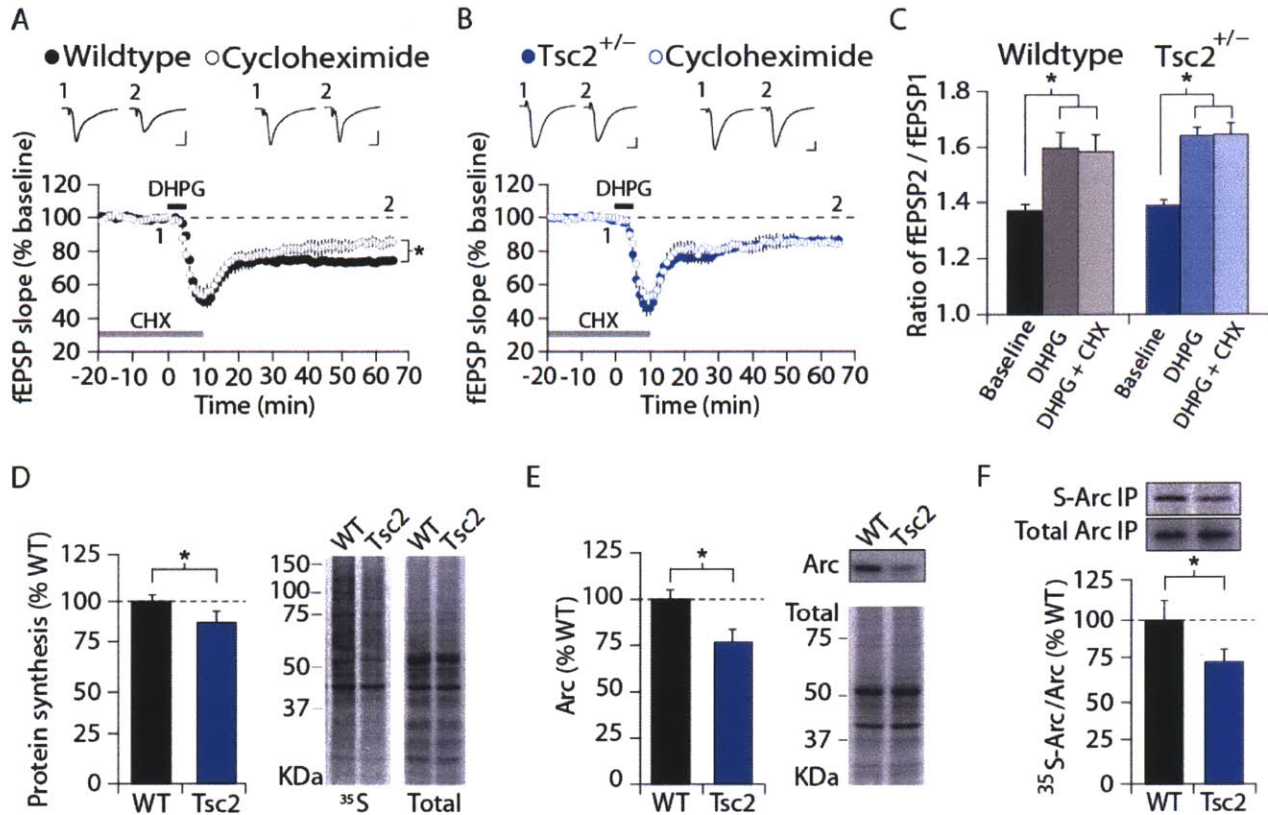 A
●Wildtype ○Cycloheximide
1 2 1 2
fEPSP slope (% baseline)
120
100
80
60
40
20
DHPG
1
2
*
CHX
-20 -10 0 10 20 30 40 50 60 70
Time (min)
B
●Tsc2+/- ○Cycloheximide
1 2 1 2
fEPSP slope (% baseline)
120
100
80
60
40
20
DHPG
1
2
CHX
-20 -10 0 10 20 30 40 50 60 70
Time (min)
C
Wildtype Tsc2+/-
* *
Ratio of fEPSP2 / fEPSP1
1.8
1.6
1.4
1.2
1.0
Baseline
DHPG
DHPG + CHX
Baseline
DHPG
DHPG + CHX
D
Protein synthesis (% WT)
125
100
75
50
25
0
*
WT Tsc2
WT Tsc2 WT Tsc2
150
100
75
50
37
KDa
35S Total
E
Arc (% WT)
125
100
75
50
25
0
*
WT Tsc2
WT Tsc2
Arc
Total
75
50
37
KDa
F
S-Arc IP
Total Arc IP
35S-Arc/Arc (% WT)
125
100
75
50
25
0
*
WT Tsc2